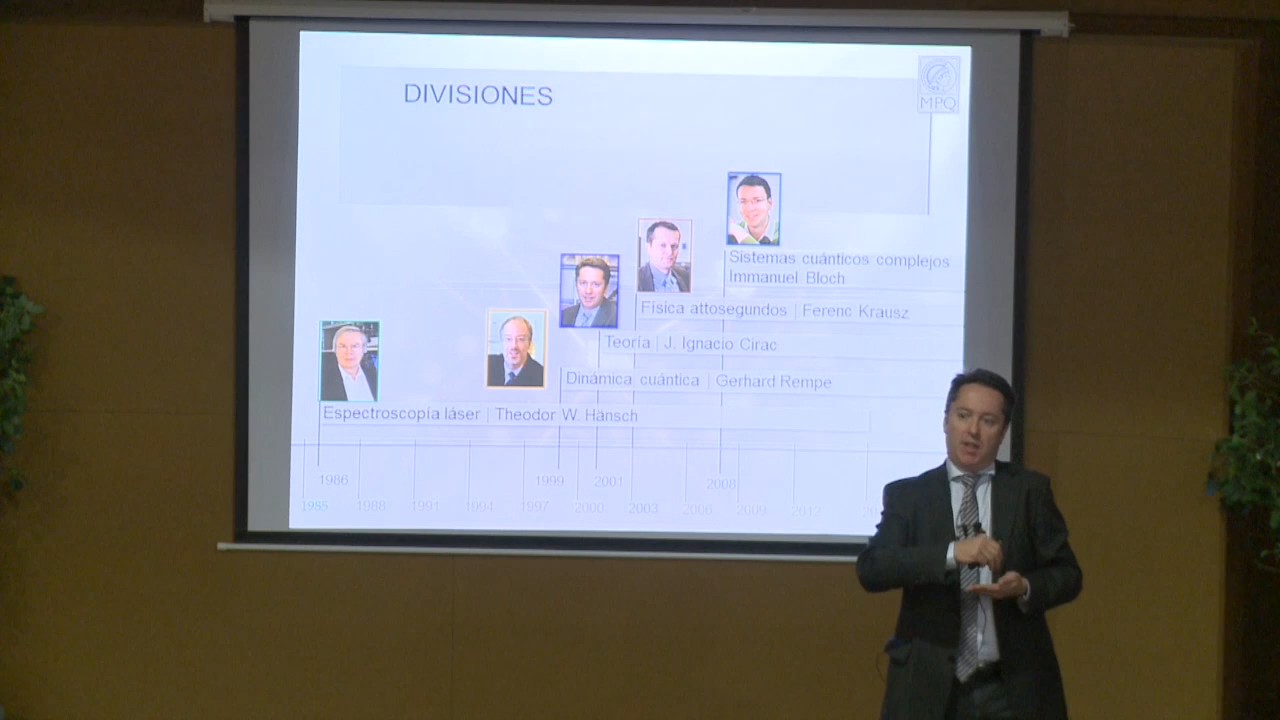 DIVISIONES
MPQ
Sistemas cuánticos complejos
Immanuel Bloch
Física attosegundos | Ferenc Krausz
Teoría | J. Ignacio Cirac
Dinámica cuántica | Gerhard Rempe
Espectroscopía láser | Theodor W. Hänsch
1986 1999 2001 2008
1985 1988 1991 1994 1997 2000 2003 2006 2009 2012